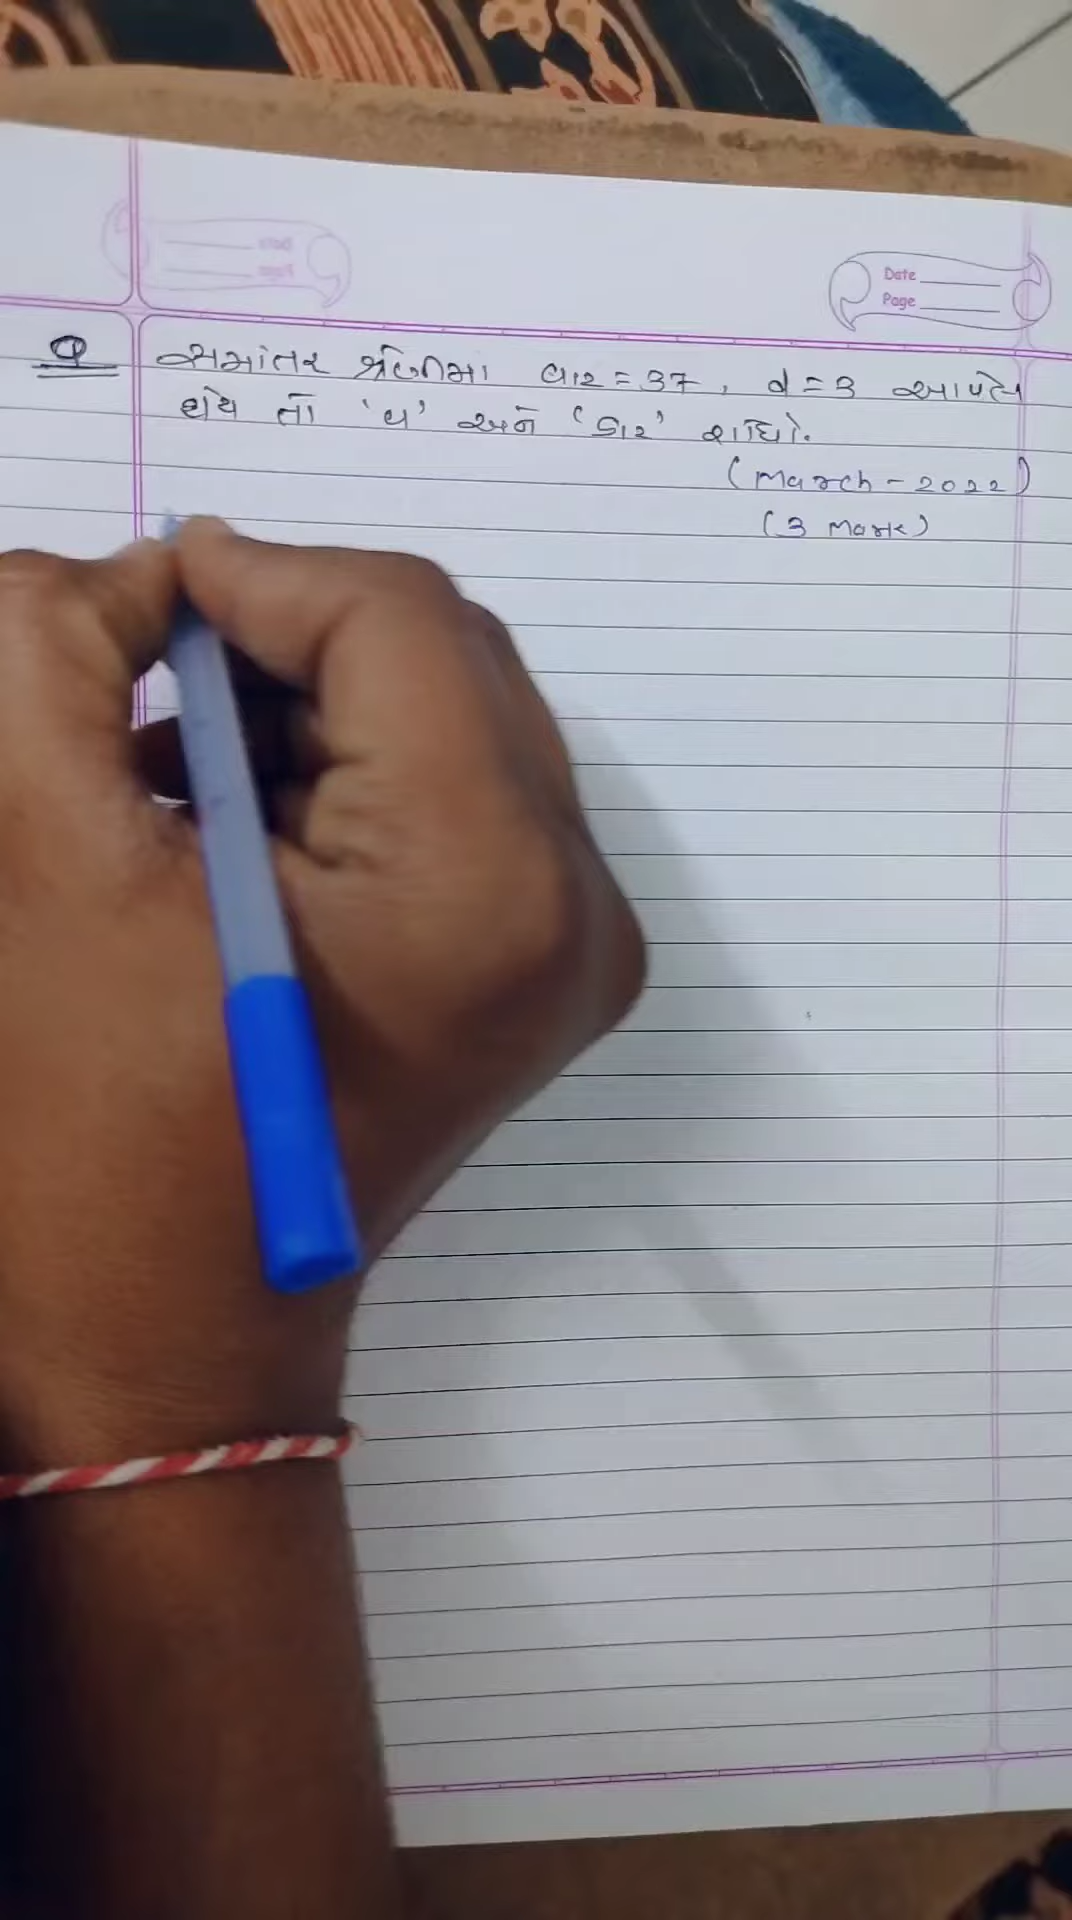 Date
Page
Q સમાંતર શ્રેણીમાં a12 = 37, d = 3 આપેલ
હોય તો 'a' અને 'S12' શોધો.
(March - 2022)
(3 Mark)